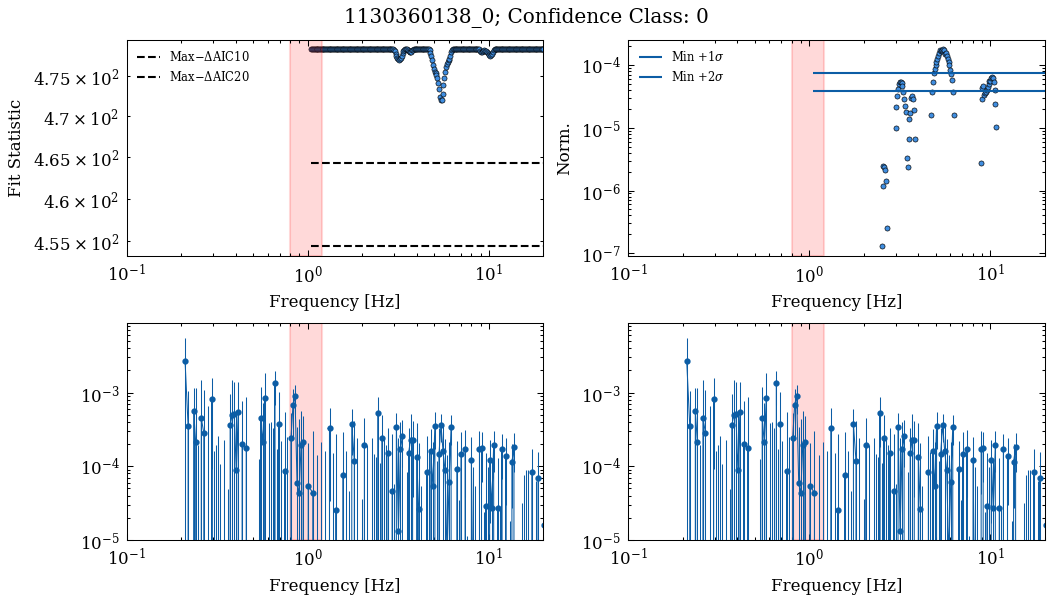 1130360138_0; Confidence Class: 0
Max−ΔAIC10
Max−ΔAIC20
4.75 × 10²
4.7 × 10²
4.65 × 10²
4.6 × 10²
4.55 × 10²
Fit Statistic
10⁻¹ 10⁰ 10¹
Frequency [Hz]
Min +1σ
Min +2σ
10⁻⁴
10⁻⁵
10⁻⁶
10⁻⁷
Norm.
10⁻¹ 10⁰ 10¹
Frequency [Hz]
10⁻³
10⁻⁴
10⁻⁵
10⁻¹ 10⁰ 10¹
Frequency [Hz]
10⁻³
10⁻⁴
10⁻⁵
10⁻¹ 10⁰ 10¹
Frequency [Hz]